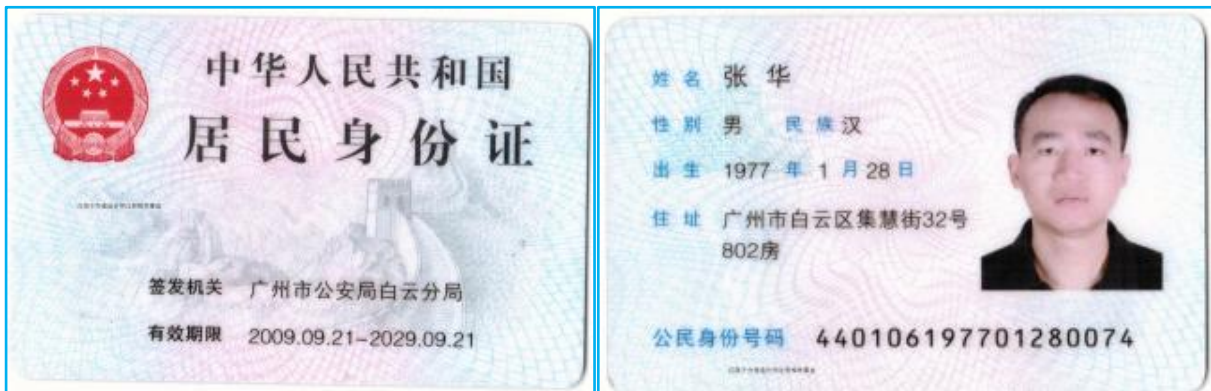 中华人民共和国
居民身份证
签发机关 广州市公安局白云分局
有效期限 2009.09.21-2029.09.21
姓名 张华
性别 男 民族 汉
出生 1977 年 1 月 28 日
住址 广州市白云区集慧街32号
802房
公民身份号码 440106197701280074